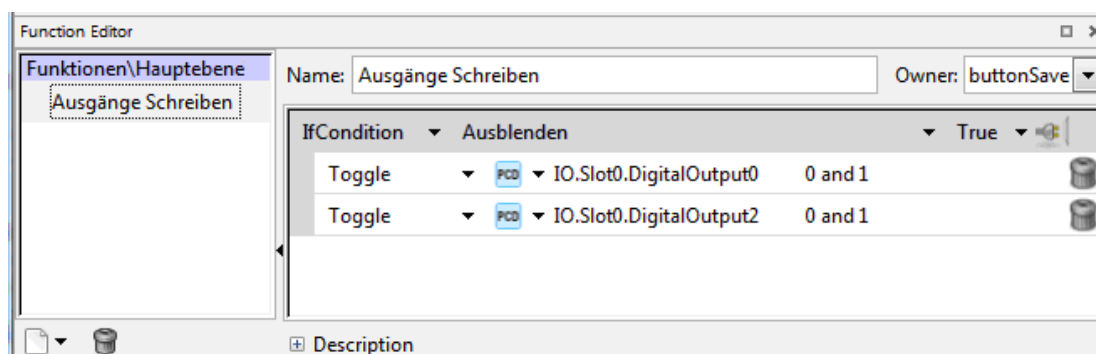 Function Editor
Funktionen\Hauptebene
Ausgänge Schreiben
Name: Ausgänge Schreiben Owner: buttonSave
IfCondition Ausblenden True
Toggle PCD IO.Slot0.DigitalOutput0 0 and 1
Toggle PCD IO.Slot0.DigitalOutput2 0 and 1
Description